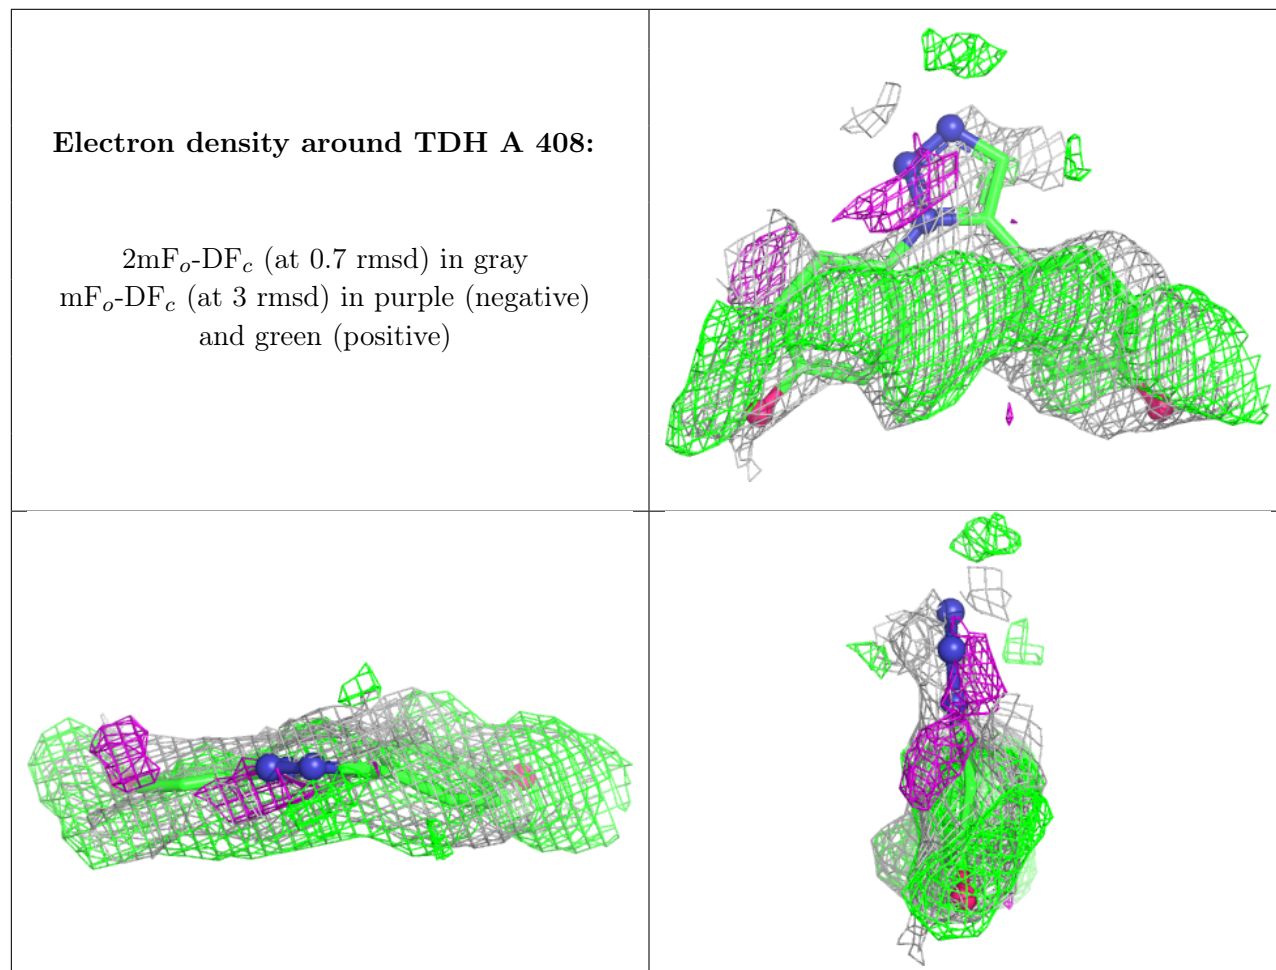 Electron density around TDH A 408:
2mFo-DFc (at 0.7 rmsd) in gray
mFo-DFc (at 3 rmsd) in purple (negative)
and green (positive)